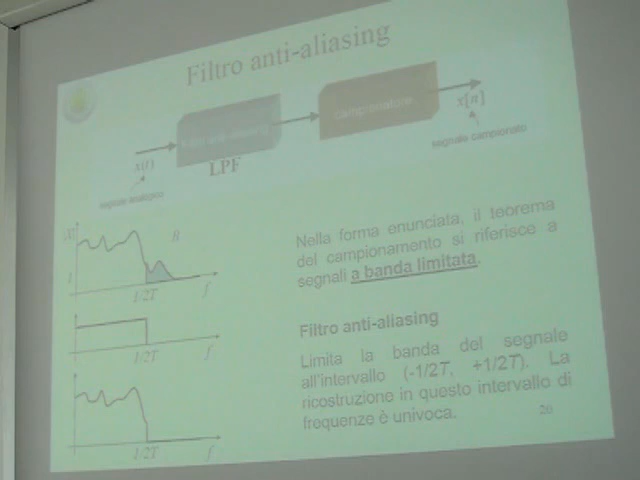 Filtro anti-aliasing
x(t)
LPF
campionatore
x[n]
segnale analogico
segnale campionato
B
1/2T
f
1/2T
f
1/2T
f
Nella forma enunciata, il teorema
del campionamento si riferisce a
segnali a banda limitata.
Filtro anti-aliasing
Limita la banda del segnale
all'intervallo (-1/2T, +1/2T). La
ricostruzione in questo intervallo di
frequenze è univoca.
26